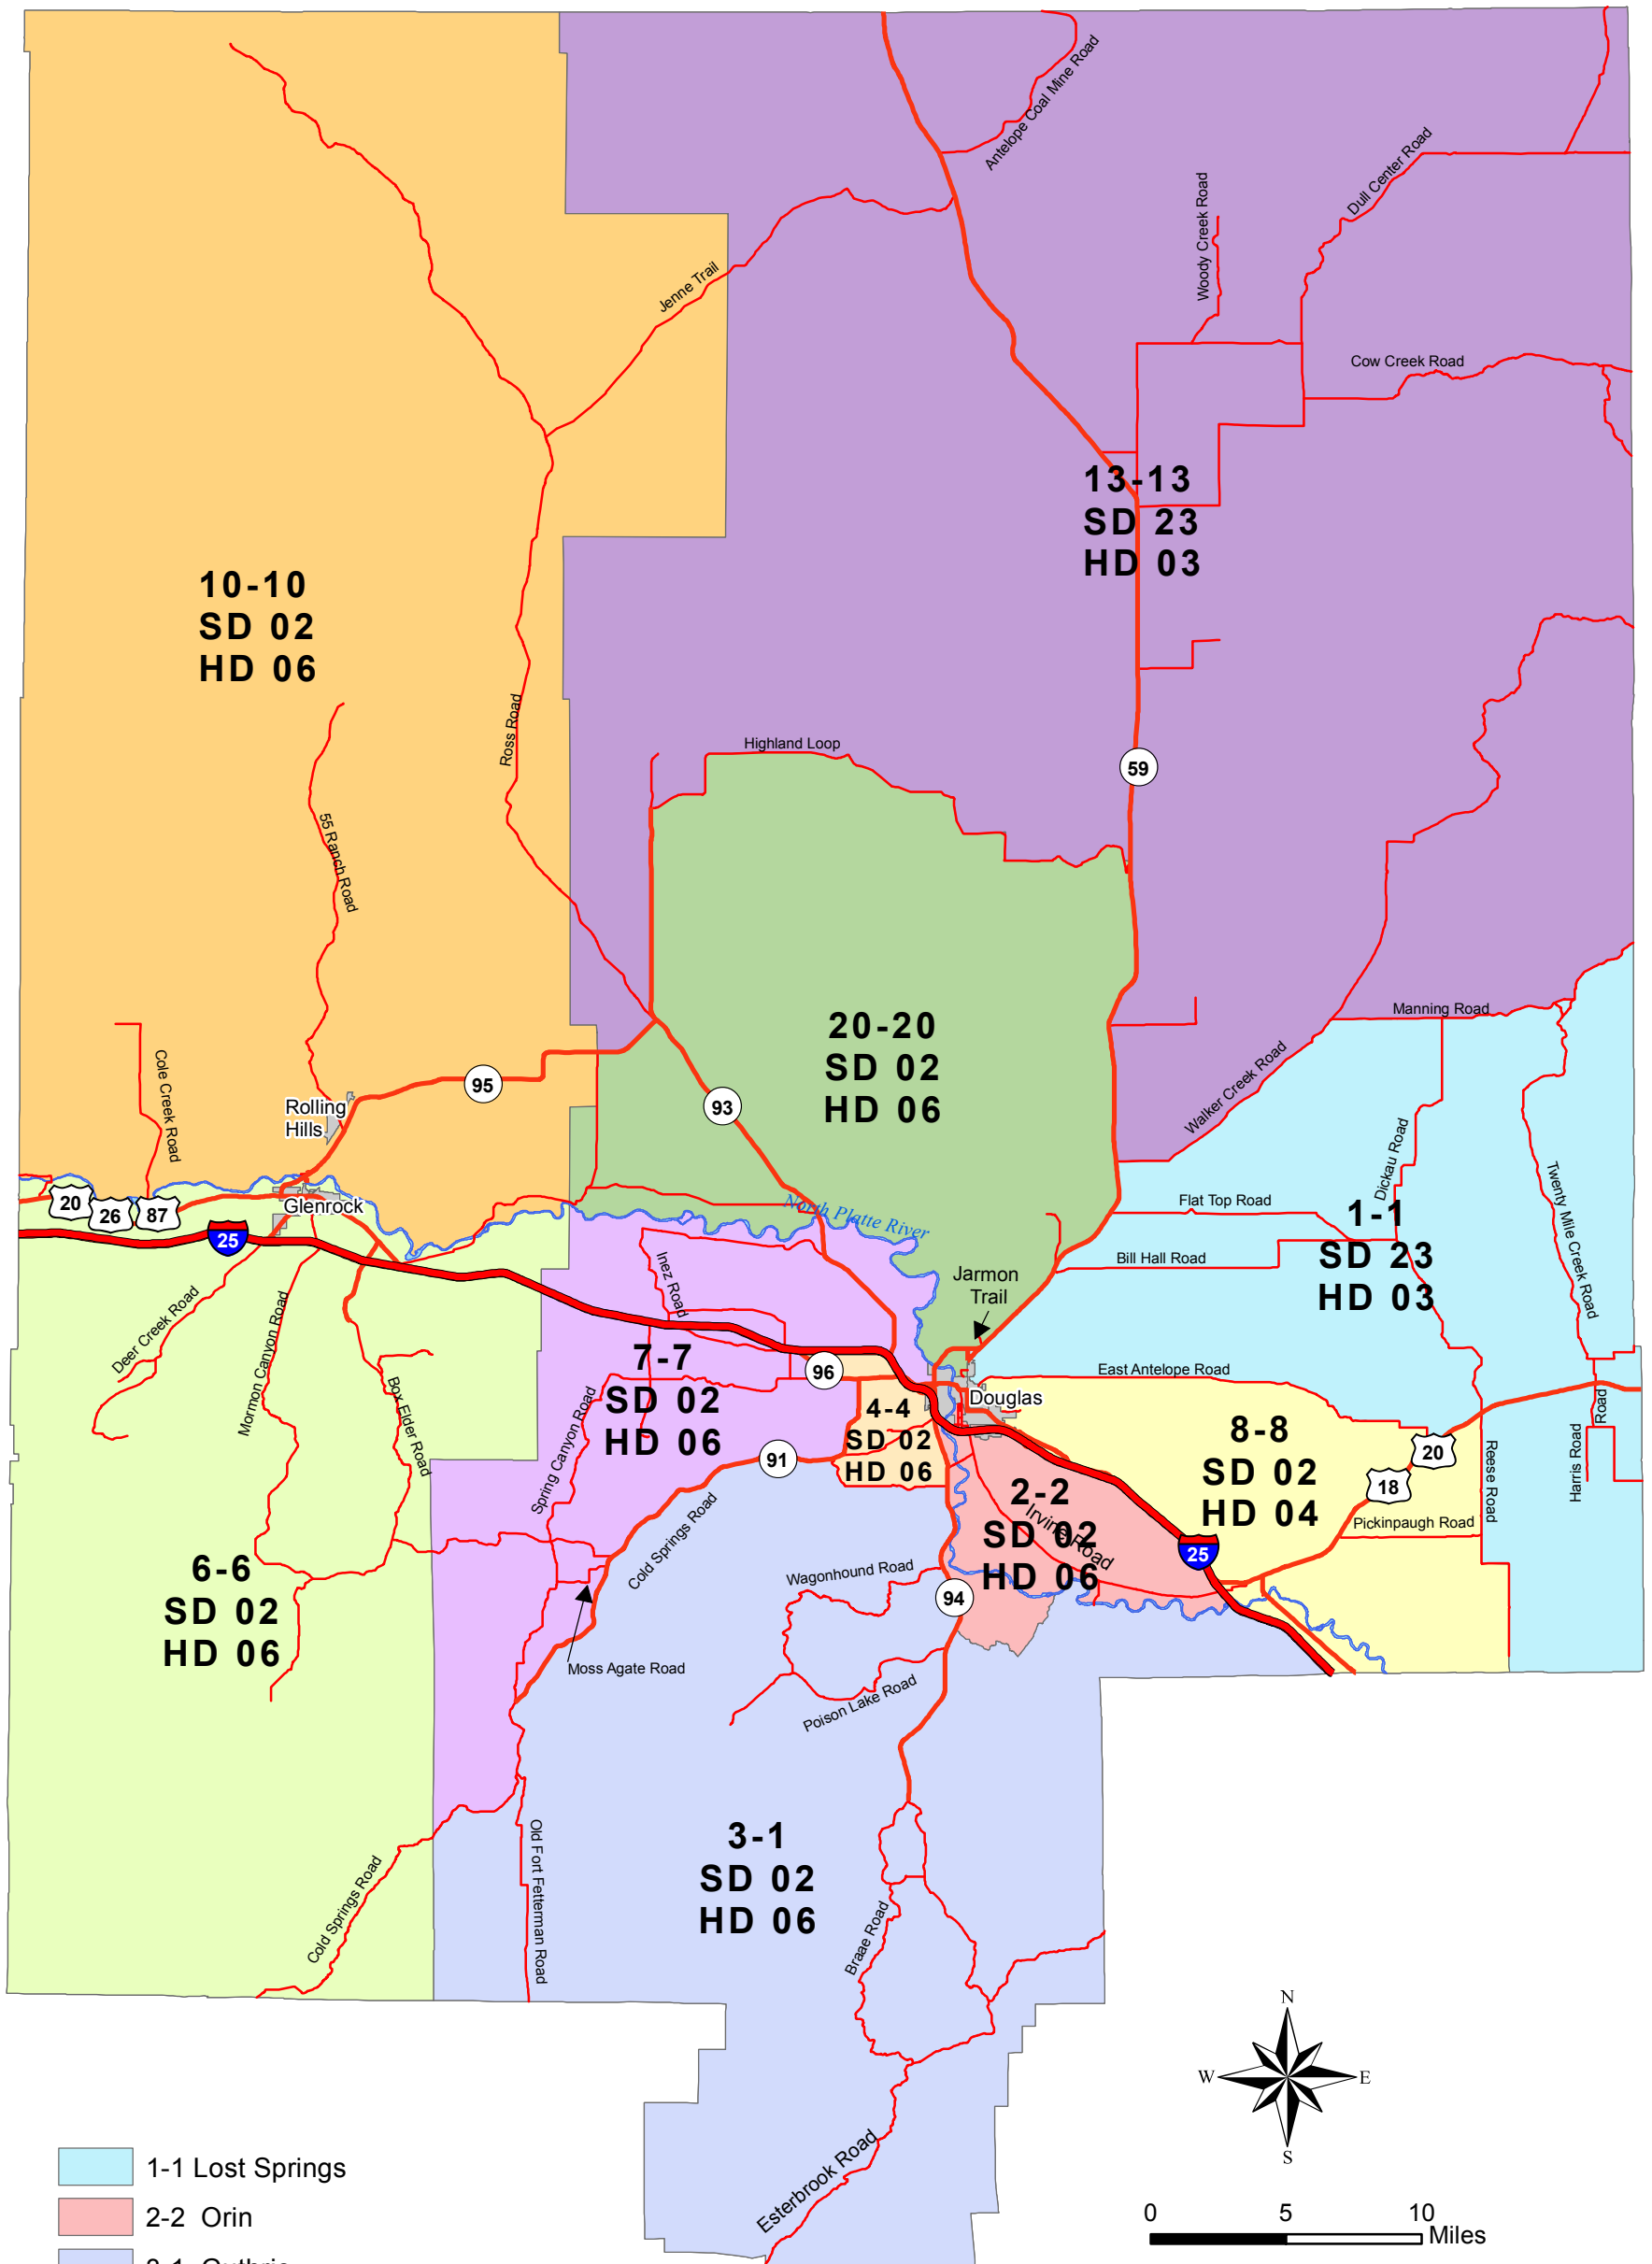 Antelope Coal Mine Road
Dull Center Road
Woody Creek Road
Jenne Trail
Cow Creek Road
13-13
SD 23
HD 03
10-10
SD 02
HD 06
Ross Road
Highland Loop
59
55 Ranch Road
Manning Road
20-20
SD 02
HD 06
Walker Creek Road
Cole Creek Road
95
93
Rolling
Hills
Dickau Road
Twenty Mile Creek Road
20
26
87
Glenrock
25
North Platte River
Flat Top Road
1-1
SD 23
HD 03
Bill Hall Road
Inez Road
Jarmon
Trail
Deer Creek Road
Mormon Canyon Road
Box Elder Road
7-7
SD 02
HD 06
96
East Antelope Road
Douglas
4-4
SD 02
HD 06
Spring Canyon Road
91
8-8
SD 02
HD 04
20
18
Road
Harris Road
Reese Road
2-2
SD 02
HD 06
Irvine Road
25
Pickinpaugh Road
Cold Springs Road
Wagonhound Road
94
6-6
SD 02
HD 06
Moss Agate Road
Poison Lake Road
3-1
SD 02
HD 06
Old Fort Fetterman Road
Cold Springs Road
Braae Road
Esterbrook Road
N
W
E
S
1-1 Lost Springs
2-2 Orin
0
5
10
Miles